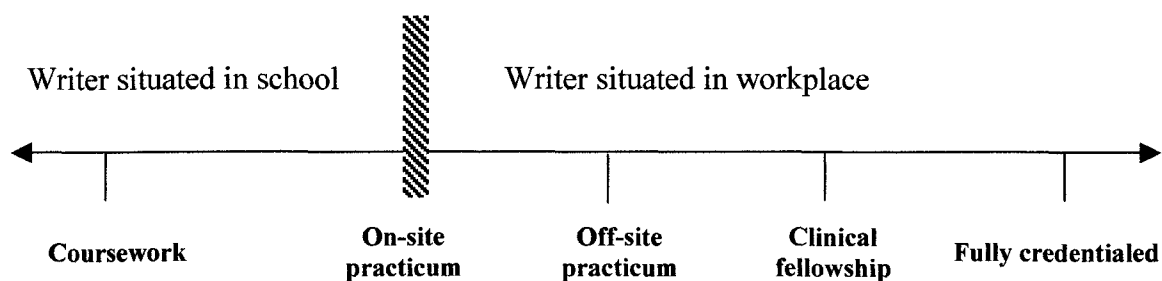 Writer situated in school
Writer situated in workplace
Coursework
On-site
practicum
Off-site
practicum
Clinical
fellowship
Fully credentialed